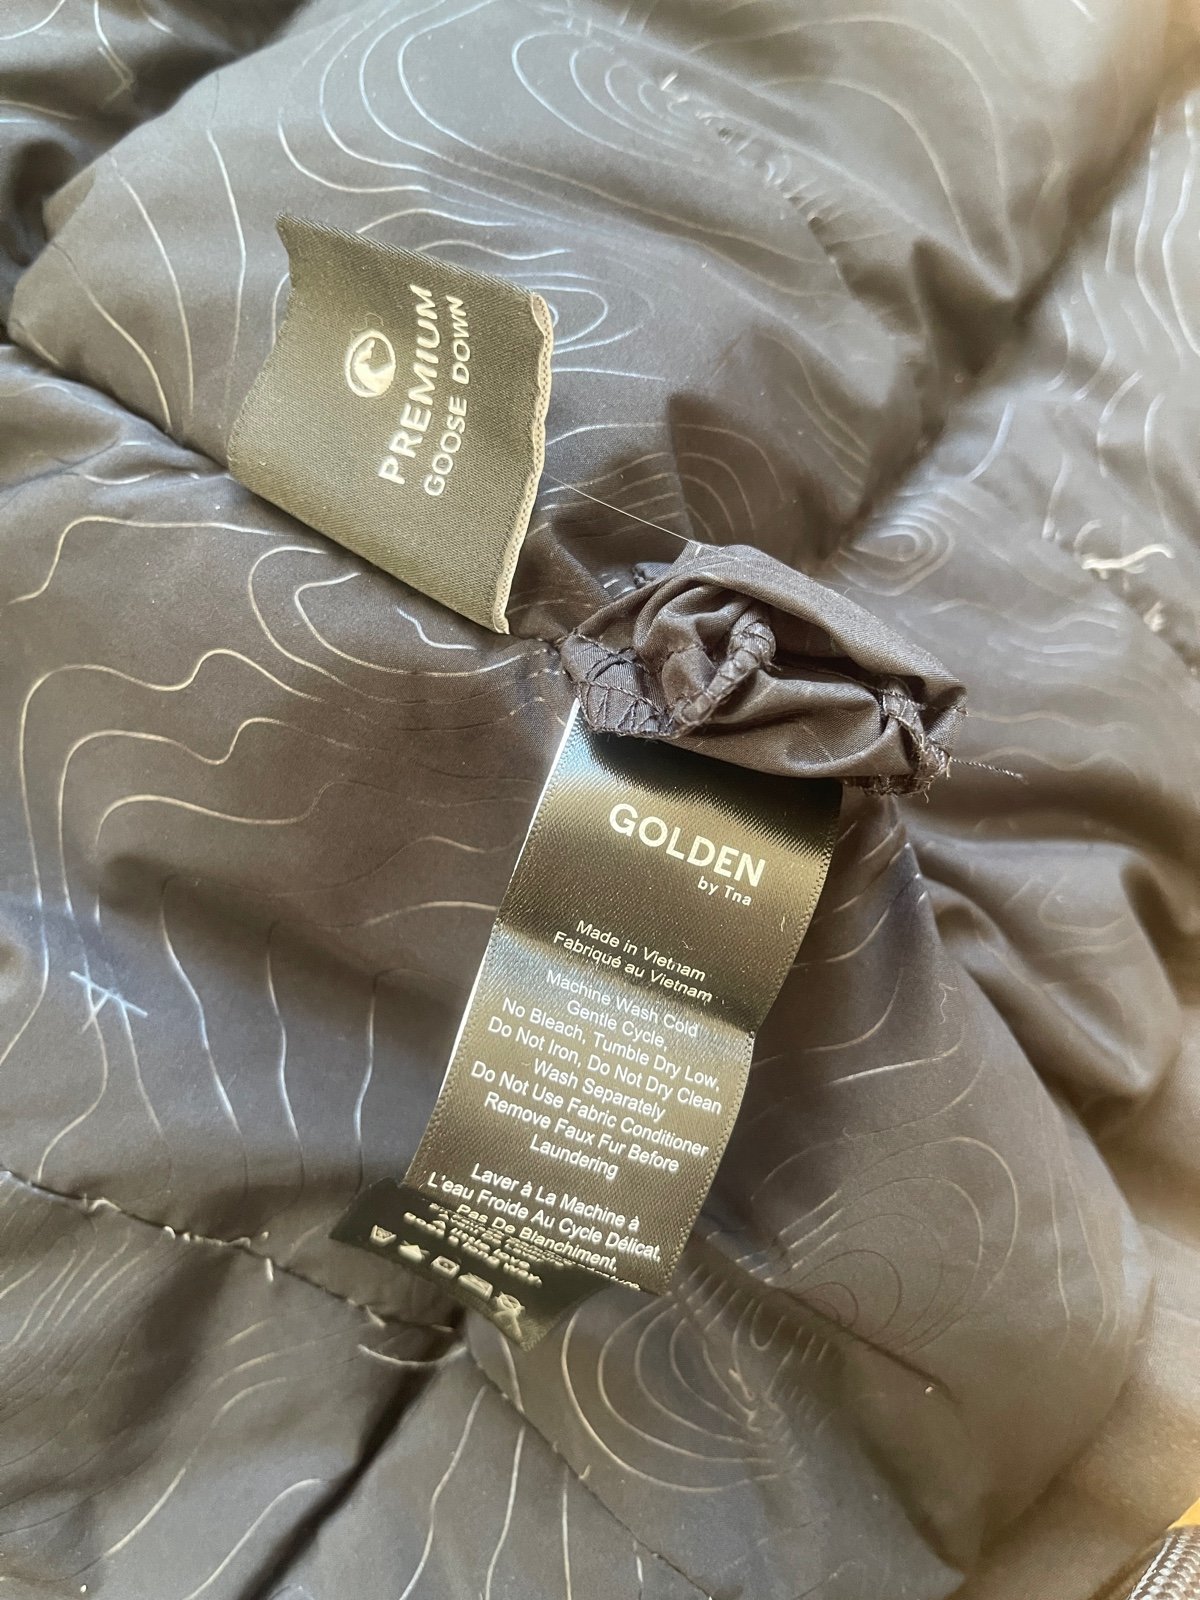 PREMIUM
GOOSE DOWN
GOLDEN
by Tna
Made in Vietnam
Fabriqué au Vietnam
Machine Wash Cold
Gentle Cycle,
No Bleach, Tumble Dry Low,
Do Not Iron, Do Not Dry Clean
Wash Separately
Do Not Use Fabric Conditioner
Remove Faux Fur Before
Laundering
Laver à La Machine à
L'eau Froide Au Cycle Délicat,
Pas De Blanchiment,